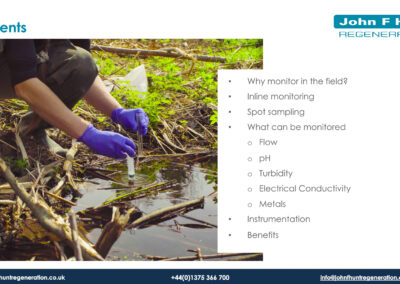 ents
John F H
REGENERA
• Why monitor in the field?
• Inline monitoring
• Spot sampling
• What can be monitored
o Flow
o pH
o Turbidity
o Electrical Conductivity
o Metals
• Instrumentation
• Benefits
huntregeneration.co.uk
+44(0)1375 366 700
info@johnfhuntregeneration.c